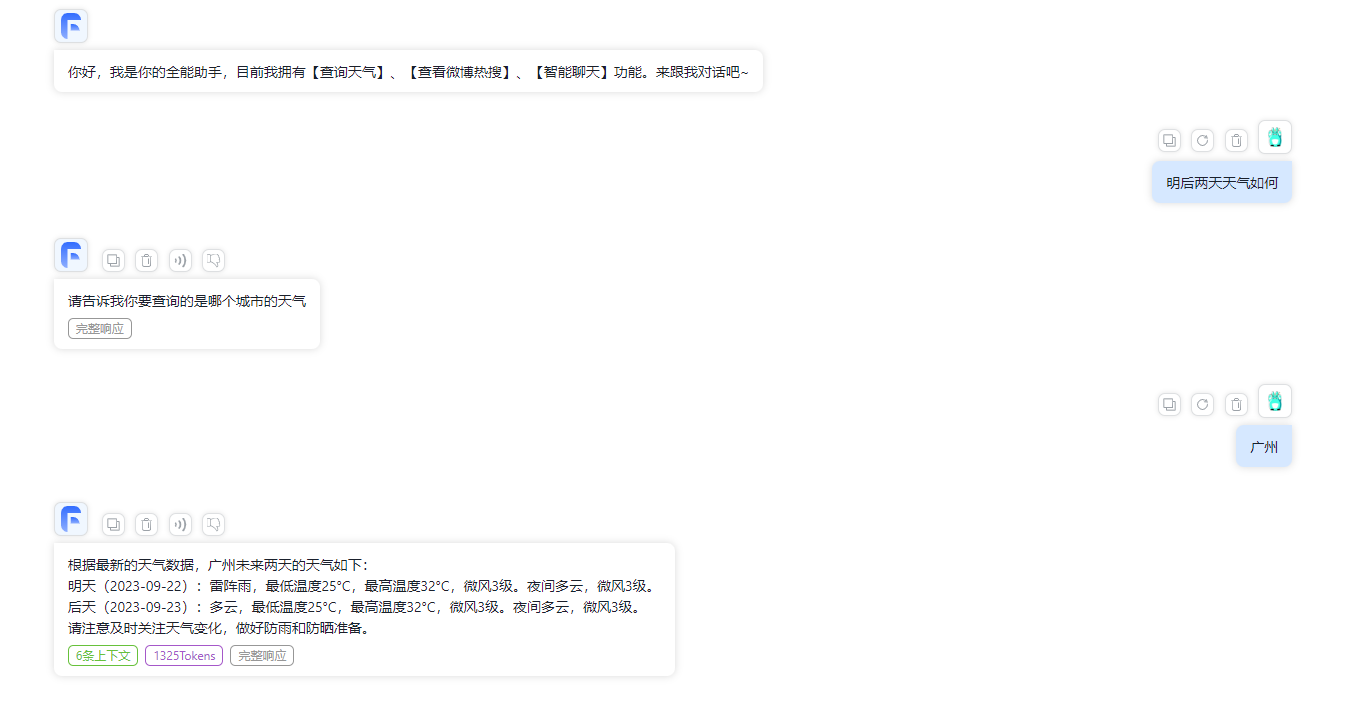 你好，我是你的全能助手，目前我拥有【查询天气】、【查看微博热搜】、【智能聊天】功能。来跟我对话吧~
明后两天天气如何
请告诉我你要查询的是哪个城市的天气
完整响应
广州
根据最新的天气数据，广州未来两天的天气如下：
明天（2023-09-22）：雷阵雨，最低温度25°C，最高温度32°C，微风3级。夜间多云，微风3级。
后天（2023-09-23）：多云，最低温度25°C，最高温度32°C，微风3级。夜间多云，微风3级。
请注意及时关注天气变化，做好防雨和防晒准备。
6条上下文 1325Tokens 完整响应